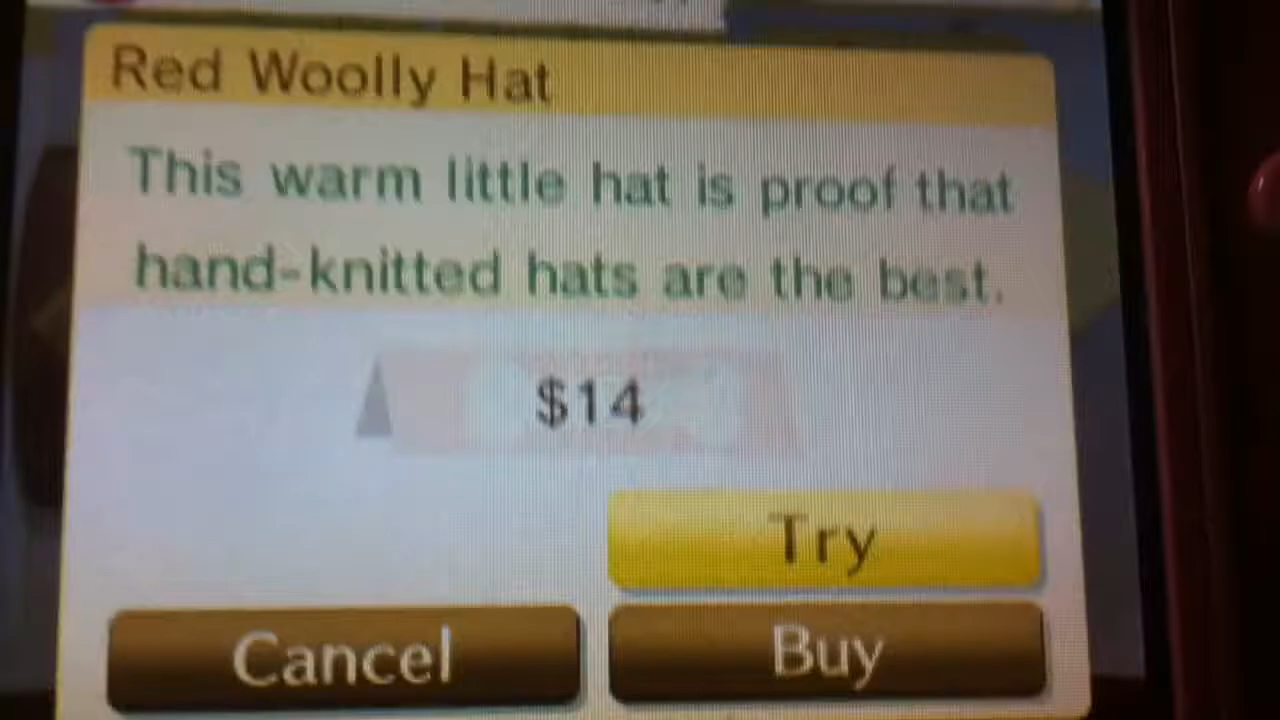 Red Woolly Hat
This warm little hat is proof that
hand-knitted hats are the best.
$14
Try
Cancel
Buy